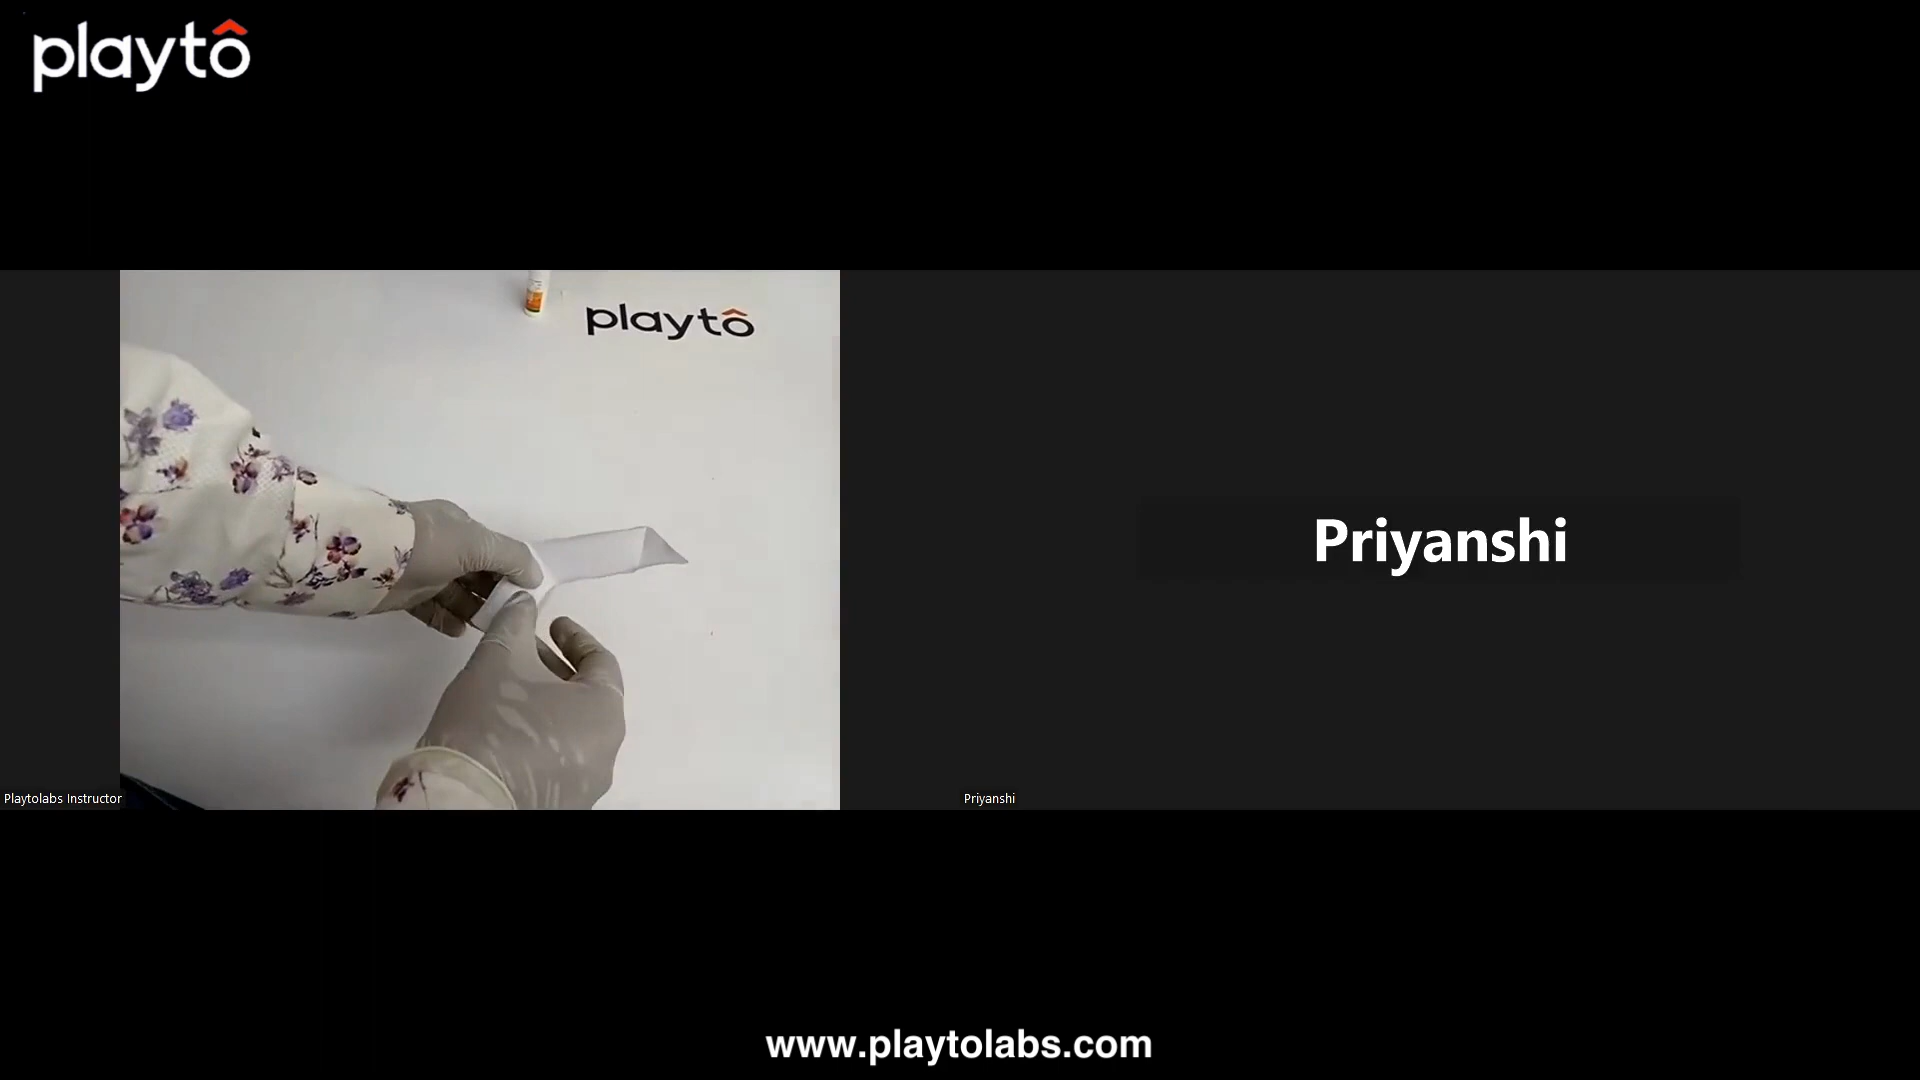 playtô
playtô
Priyanshi
Playtolabs Instructor
Priyanshi
www.playtolabs.com